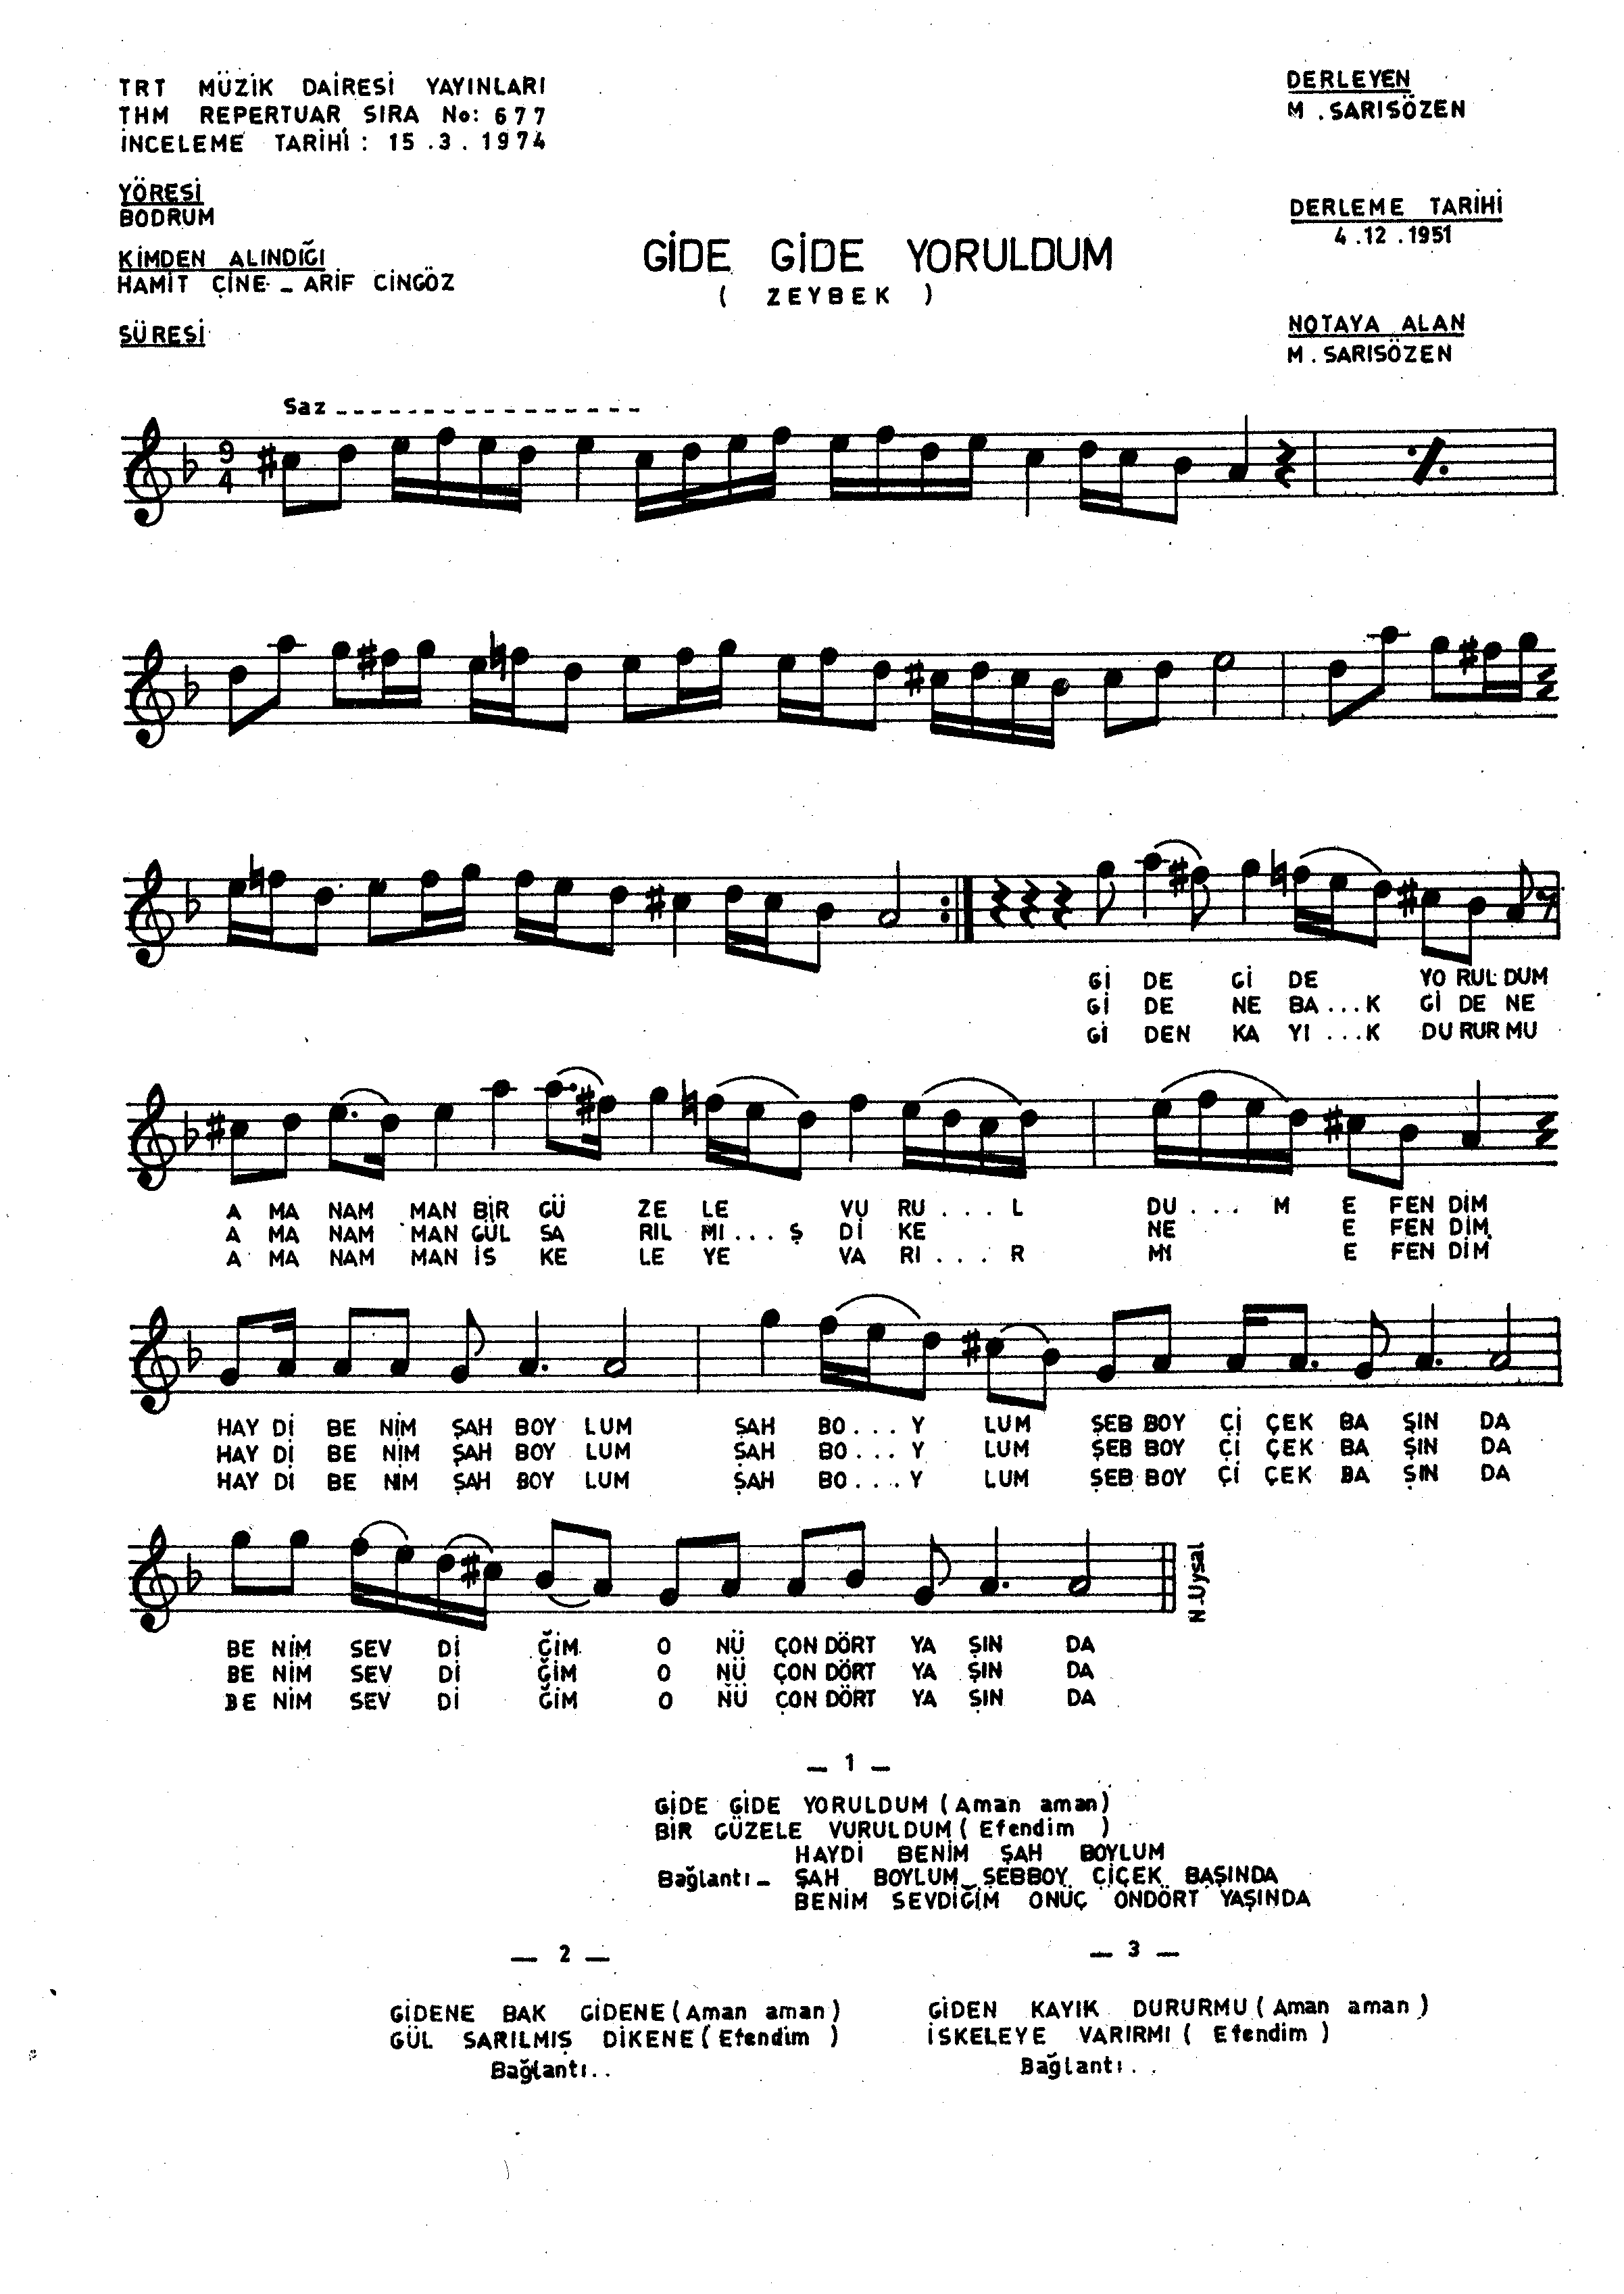 TRT MÜZİK DAİRESİ YAYINLARI
THM REPERTUAR SIRA No: 677
İNCELEME TARİHİ : 15.3.1974
DERLEYEN
M.SARISÖZEN
YÖRESİ
BODRUM
DERLEME TARİHİ
4.12.1951
KİMDEN ALINDIĞI
HAMİT ÇİNE - ARİF CİNGÖZ
GİDE GİDE YORULDUM
( ZEYBEK )
SÜRESİ
NOTAYA ALAN
M.SARISÖZEN
Saz
9
4
Gİ DE Gİ DE YO RUL DUM
Gİ DE NE BA...K Gİ DE NE
Gİ DEN KA YI...K DU RUR MU
A MA NAM MAN BİR GÜ ZE LE VU RU...L DU...M E FEN DİM
A MA NAM MAN GÜL SA RIL MI...Ş Dİ KE NE E FEN DİM
A MA NAM MAN İS KE LE YE VA RI...R MI E FEN DİM
HAY Dİ BE NİM ŞAH BOY LUM ŞAH BO...Y LUM ŞEB BOY Çİ ÇEK BA ŞIN DA
HAY Dİ BE NİM ŞAH BOY LUM ŞAH BO...Y LUM ŞEB BOY Çİ ÇEK BA ŞIN DA
HAY Dİ BE NİM ŞAH BOY LUM ŞAH BO...Y LUM ŞEB BOY Çİ ÇEK BA ŞIN DA
N.Uysal
BE NİM SEV Dİ ĞİM O NÜ ÇON DÖRT YA ŞIN DA
BE NİM SEV Dİ ĞİM O NÜ ÇON DÖRT YA ŞIN DA
BE NİM SEV Dİ ĞİM O NÜ ÇON DÖRT YA ŞIN DA
— 1 —
GİDE GİDE YORULDUM (Aman aman)
BİR GÜZELE VURULDUM ( Efendim )
HAYDİ BENİM ŞAH BOYLUM
Bağlantı - ŞAH BOYLUM ŞEBBOY ÇİÇEK BAŞINDA
BENİM SEVDİĞİM ONÜÇ ONDÖRT YAŞINDA
— 2 —
GİDENE BAK GİDENE (Aman aman)
GÜL SARILMIŞ DİKENE ( Efendim )
Bağlantı..
— 3 —
GİDEN KAYIK DURURMU ( Aman aman )
İSKELEYE VARIRMI ( Efendim )
Bağlantı..